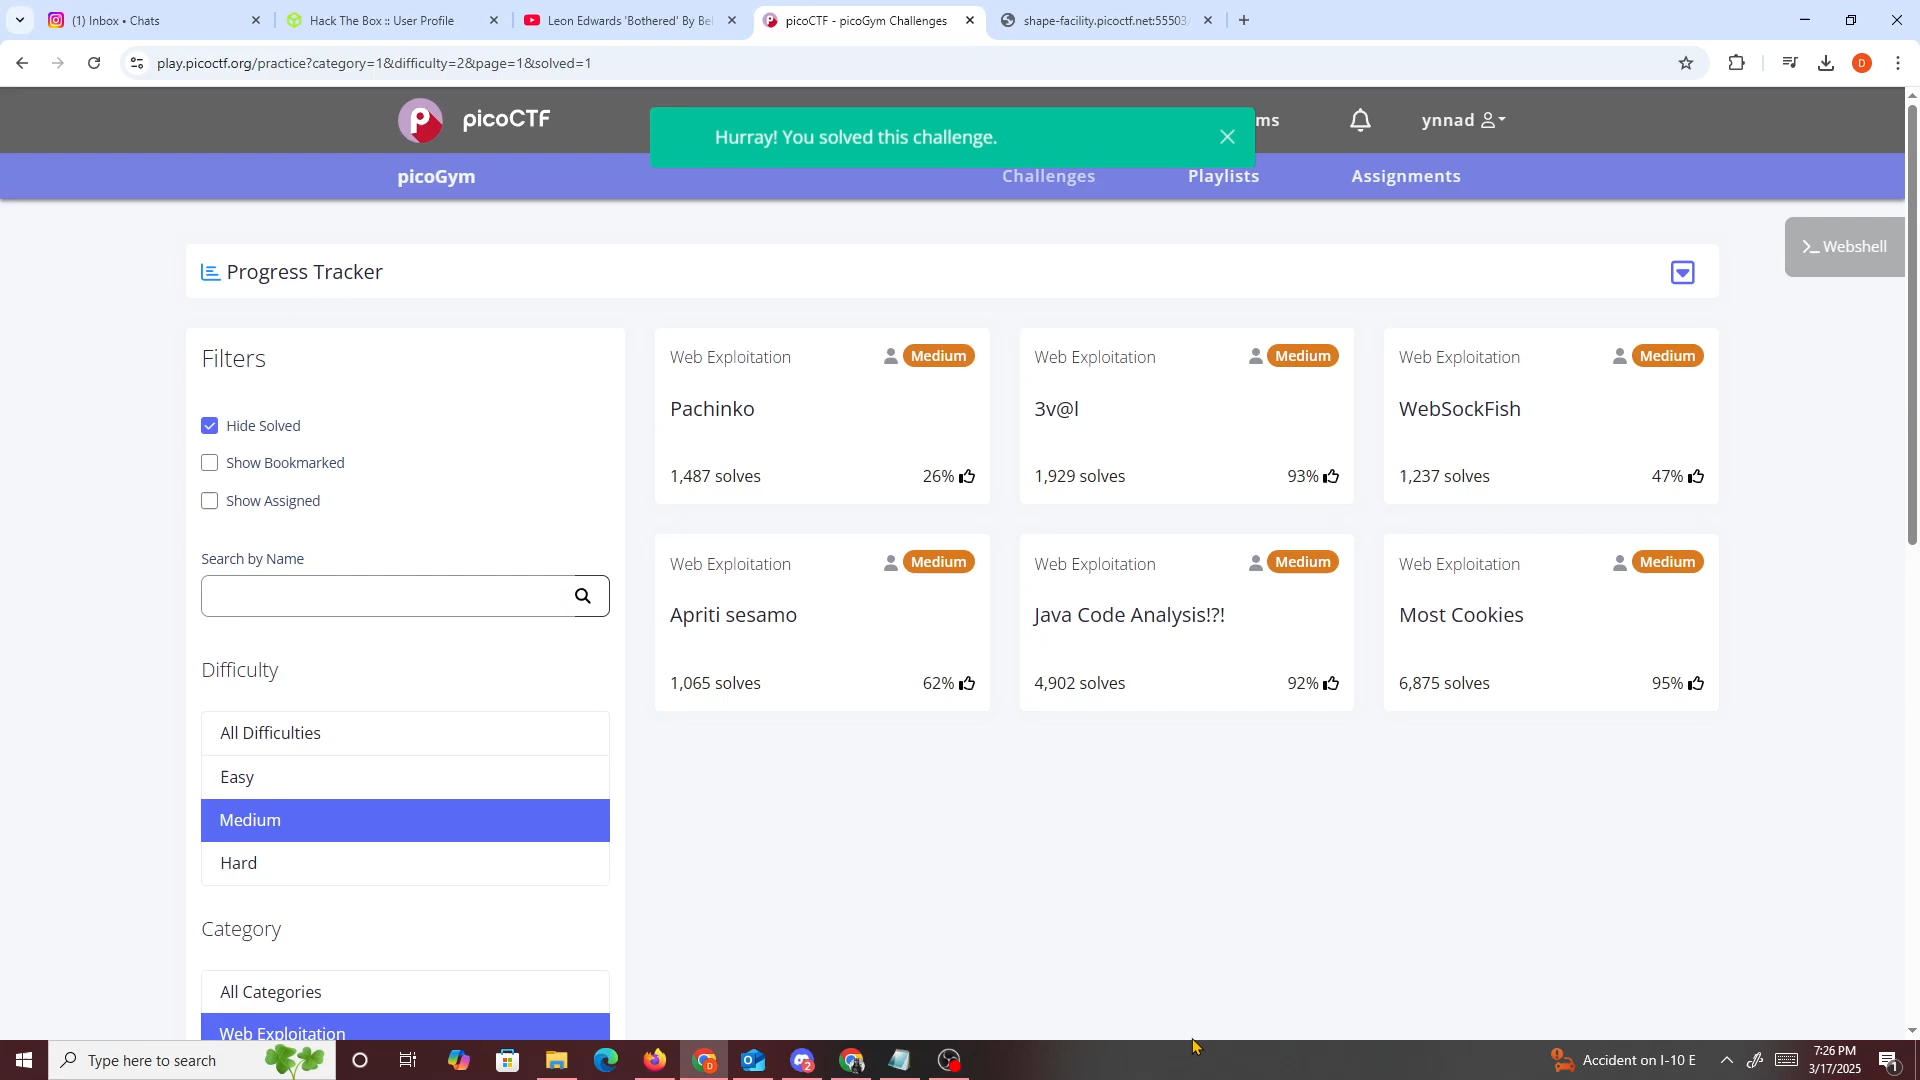 (1) Inbox • Chats
Hack The Box :: User Profile
Leon Edwards 'Bothered' By Bel
picoCTF - picoGym Challenges
shape-facility.picoctf.net:55503
play.picoctf.org/practice?category=1&difficulty=2&page=1&solved=1
D
picoCTF
Hurray! You solved this challenge.
ms
ynnad
picoGym
Challenges
Playlists
Assignments
>_ Webshell
Progress Tracker
Filters
Hide Solved
Show Bookmarked
Show Assigned
Search by Name
Difficulty
All Difficulties
Easy
Medium
Hard
Category
All Categories
Web Exploitation
Web Exploitation Medium
Pachinko
1,487 solves 26%
Web Exploitation Medium
3v@l
1,929 solves 93%
Web Exploitation Medium
WebSockFish
1,237 solves 47%
Web Exploitation Medium
Apriti sesamo
1,065 solves 62%
Web Exploitation Medium
Java Code Analysis!?!
4,902 solves 92%
Web Exploitation Medium
Most Cookies
6,875 solves 95%
Type here to search
Accident on I-10 E
7:26 PM
3/17/2025